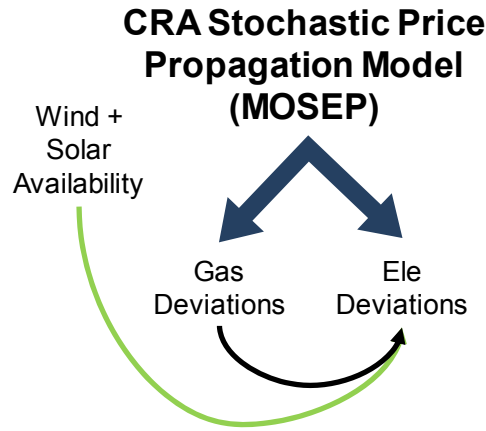 CRA Stochastic Price
Propagation Model
(MOSEP)
Wind +
Solar
Availability
Gas
Deviations
Ele
Deviations